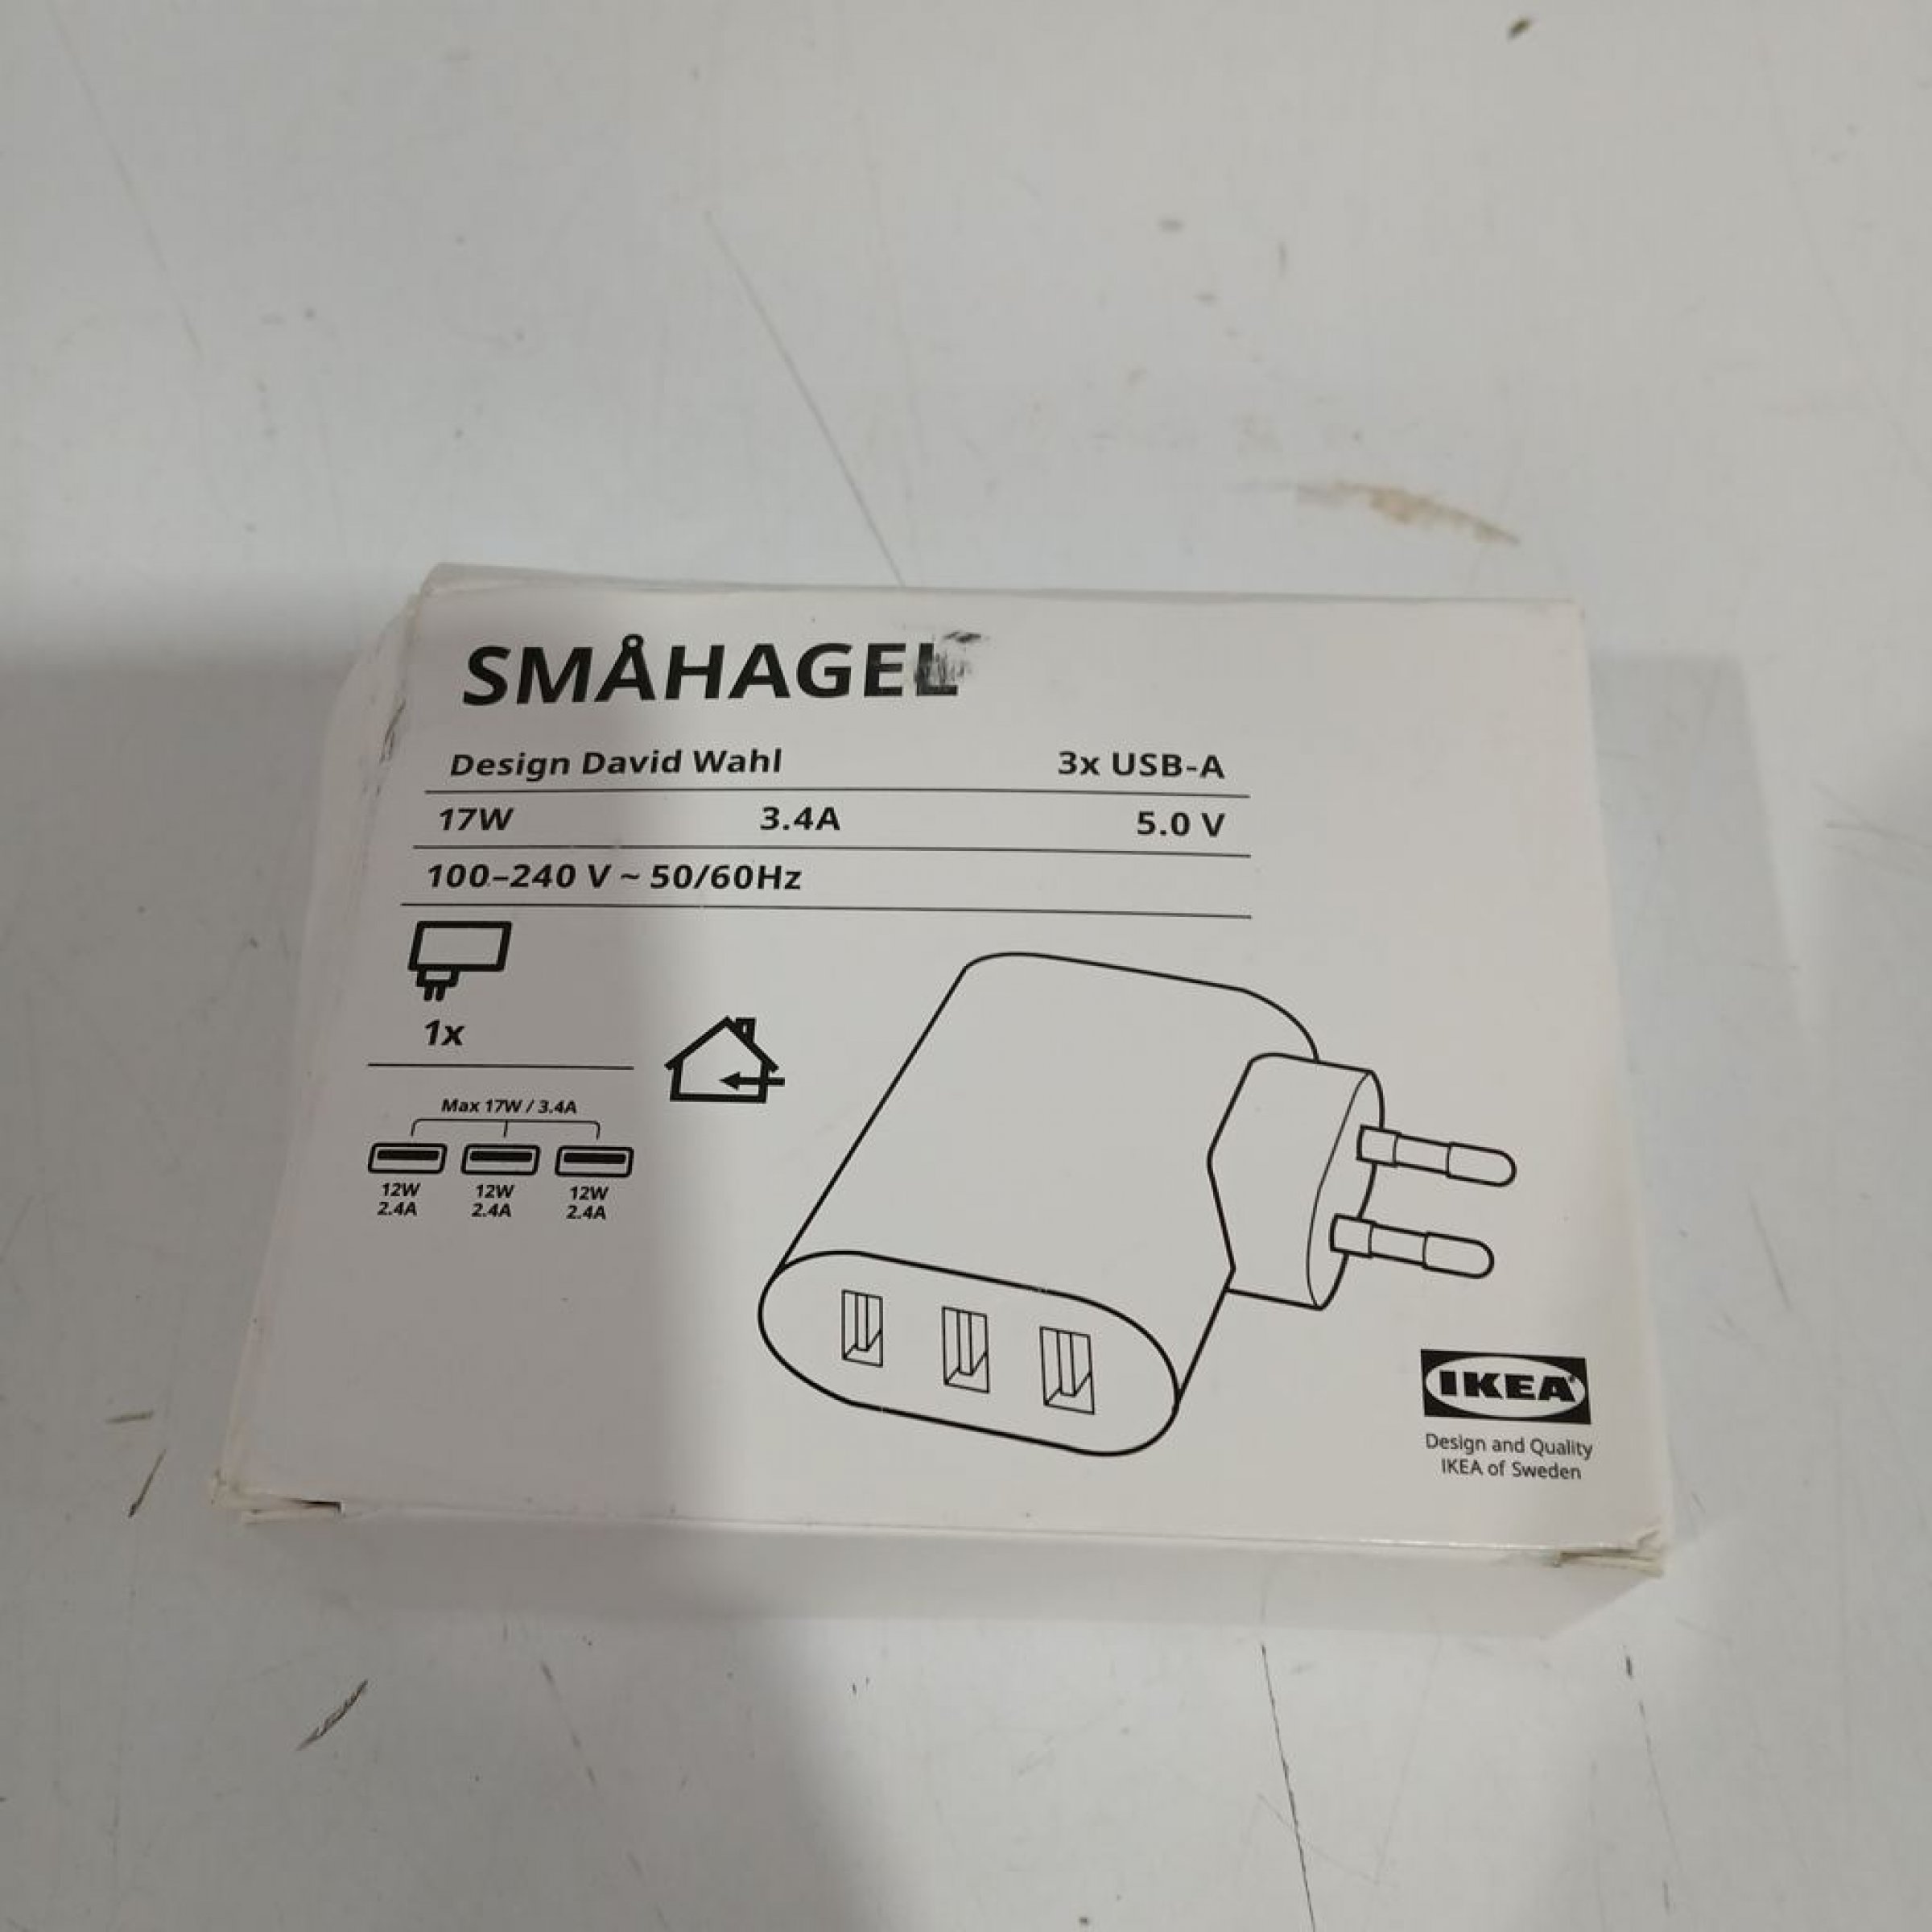 SMÅHAGEL
Design David Wahl 3x USB-A
17W 3.4A 5.0 V
100–240 V ~ 50/60Hz
1x
Max 17W / 3.4A
12W 12W 12W
2.4A 2.4A 2.4A
IKEA®
Design and Quality
IKEA of Sweden